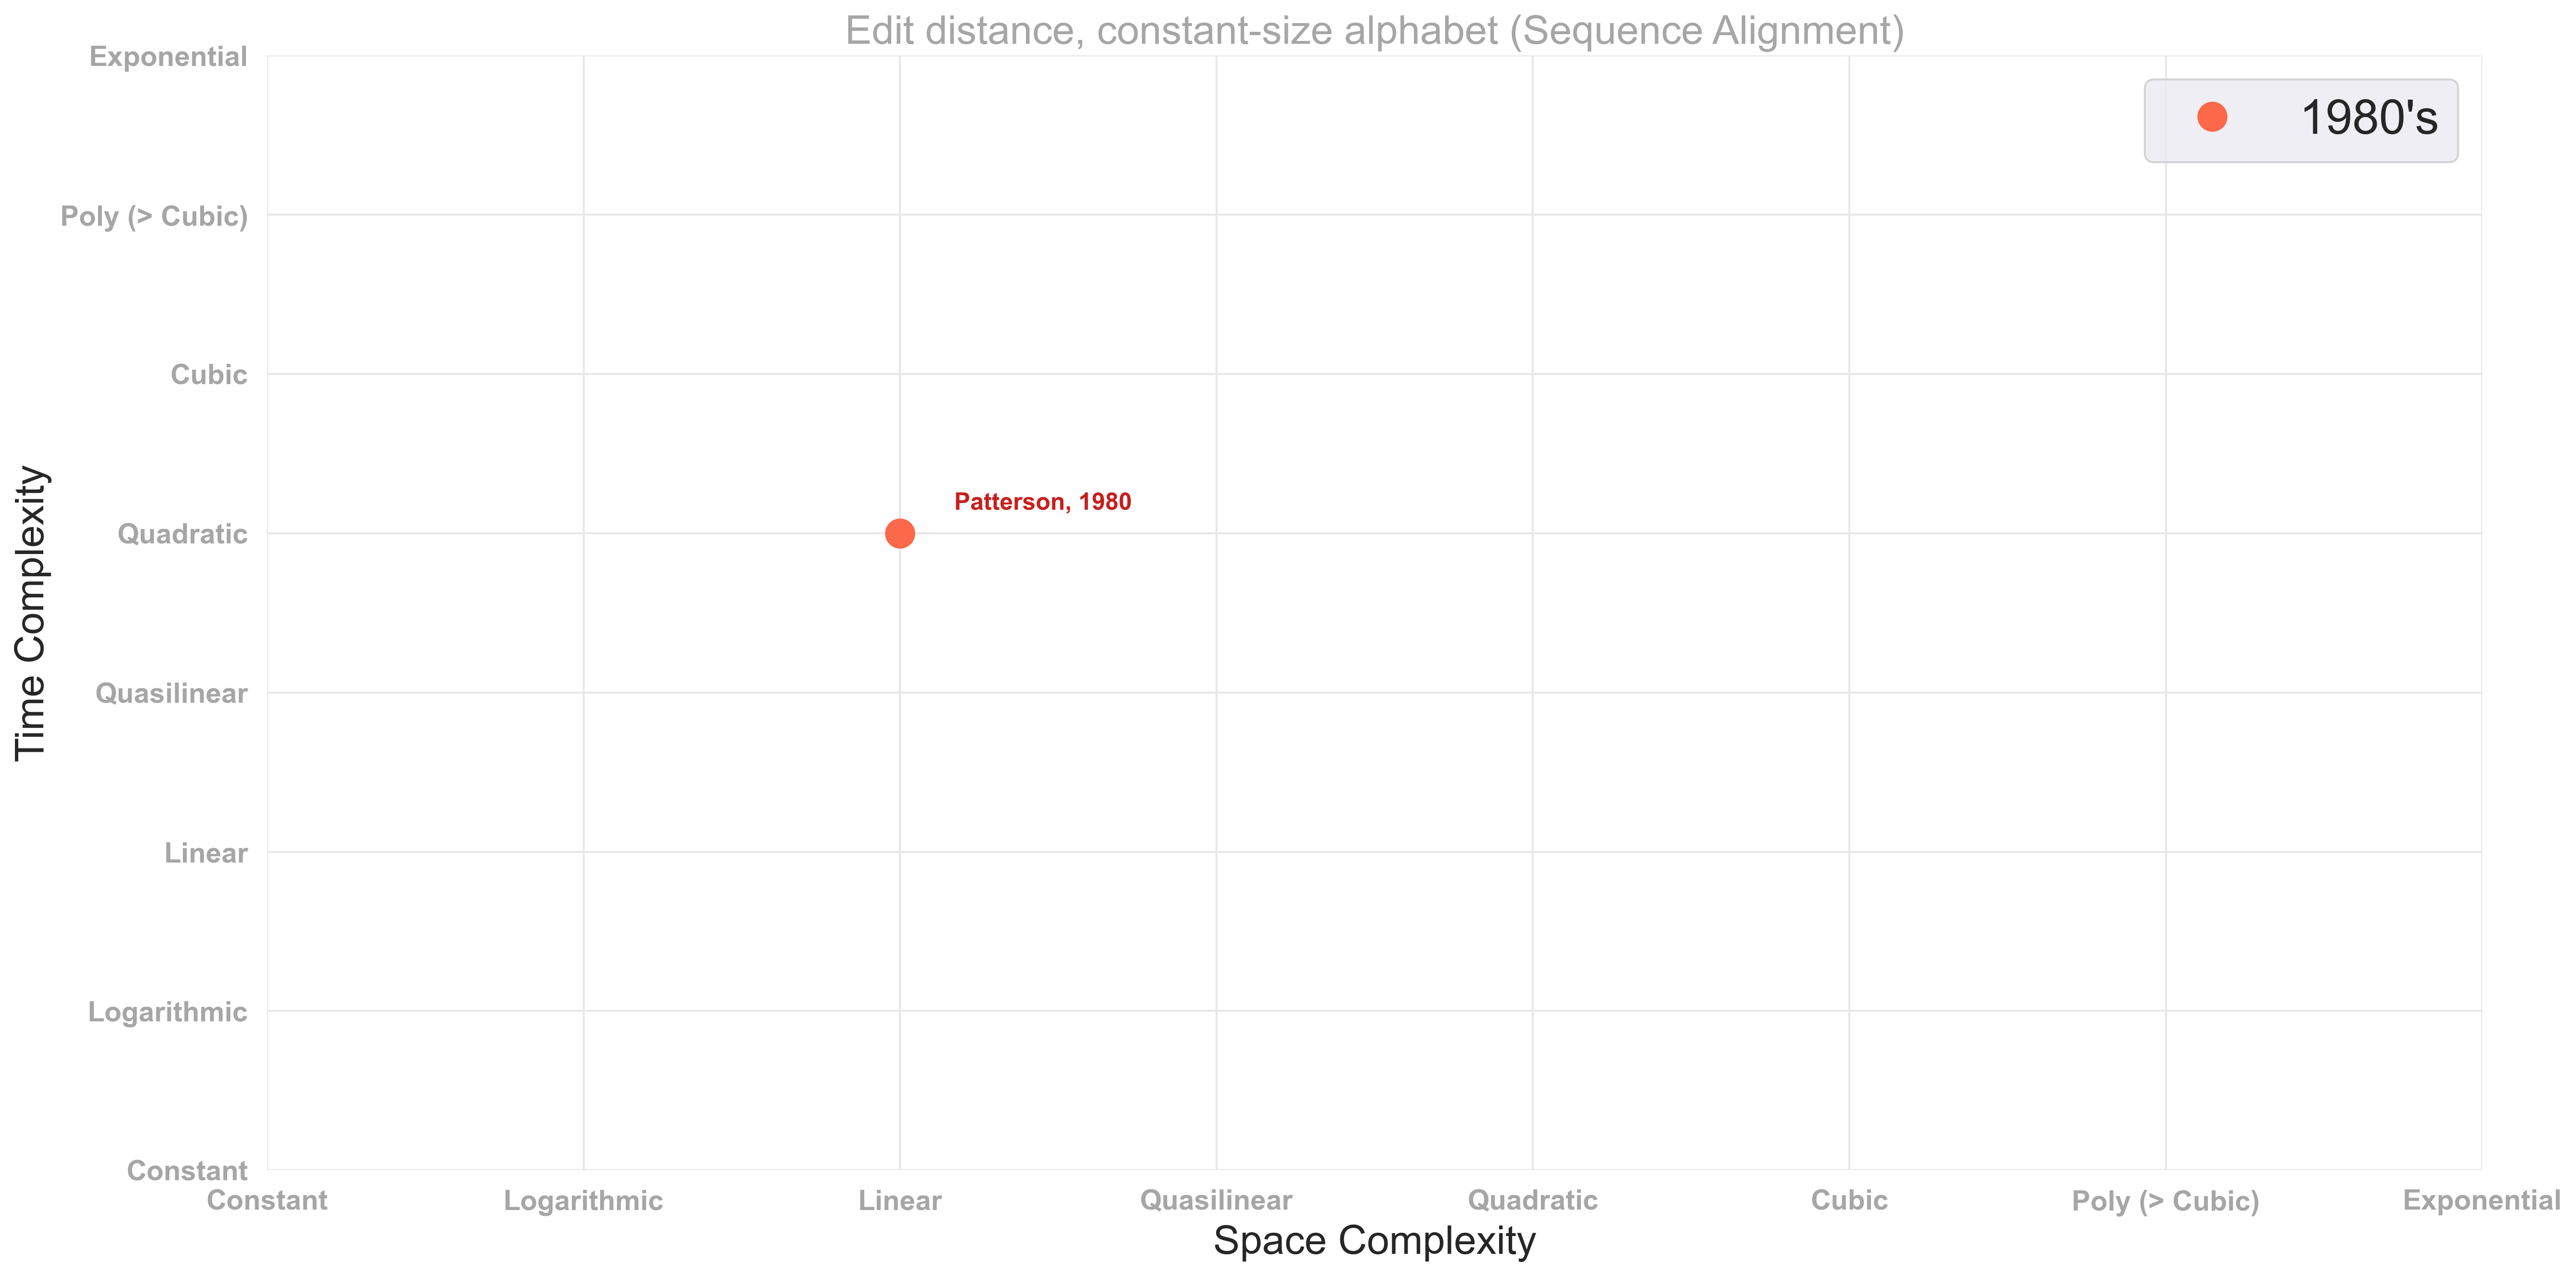 Edit distance, constant-size alphabet (Sequence Alignment)
1980's
Time Complexity
Exponential
Poly (> Cubic)
Cubic
Quadratic
Quasilinear
Linear
Logarithmic
Constant
Patterson, 1980
Constant
Logarithmic
Linear
Quasilinear
Quadratic
Cubic
Poly (> Cubic)
Exponential
Space Complexity